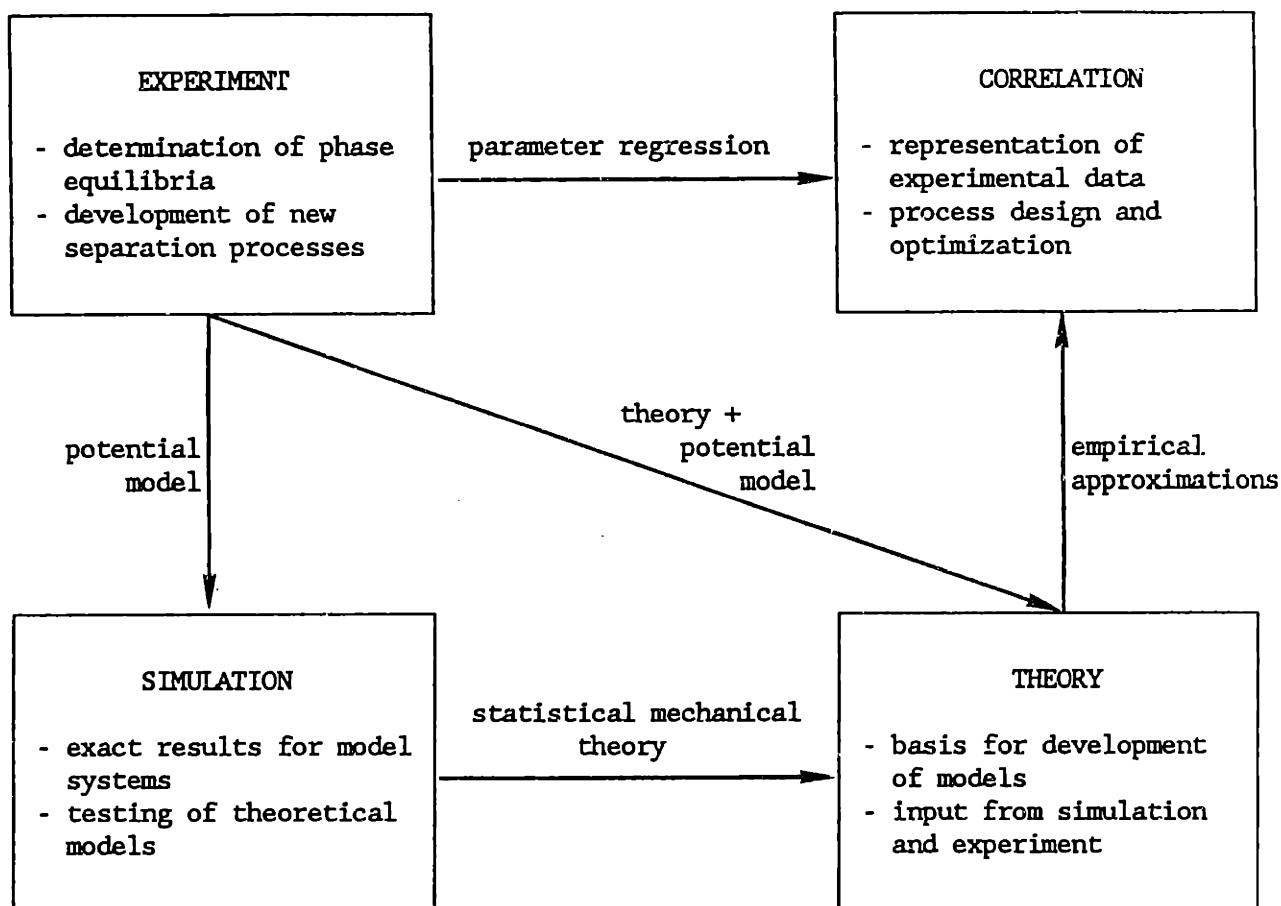 EXPERIMENT
- determination of phase
equilibria
- development of new
separation processes
parameter regression
CORRELATION
- representation of
experimental data
- process design and
optimization
potential
model
theory +
potential
model
empirical
approximations
SIMULATION
- exact results for model
systems
- testing of theoretical
models
statistical mechanical
theory
THEORY
- basis for development
of models
- input from simulation
and experiment